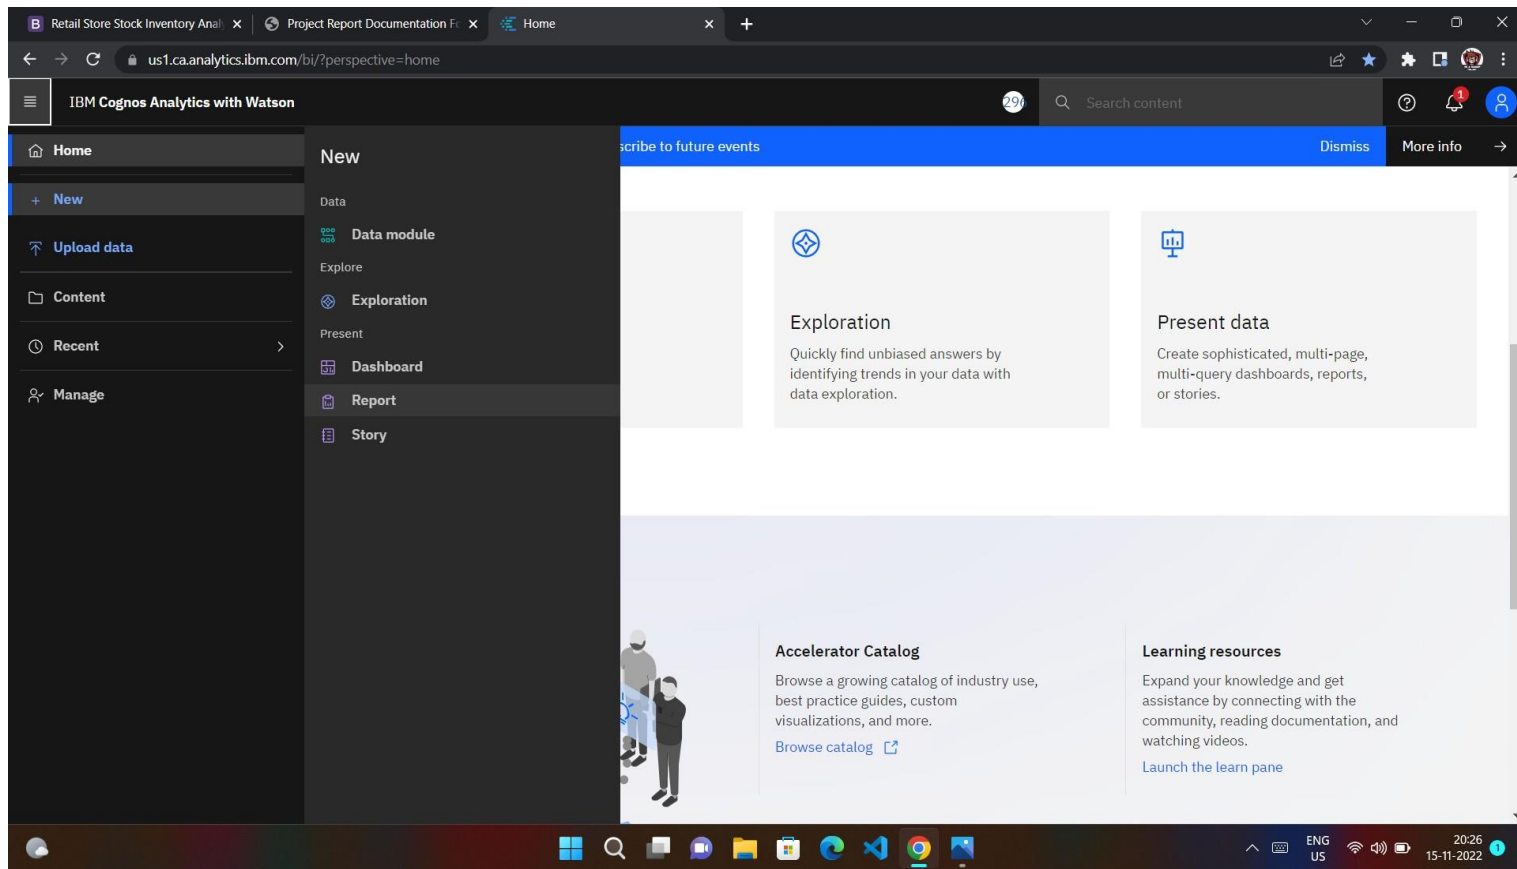 B Retail Store Stock Inventory Anal
Project Report Documentation Fo
Home
us1.ca.analytics.ibm.com/bi/?perspective=home
IBM Cognos Analytics with Watson
296
Search content
1
Home
New
Upload data
Content
Recent
Manage
New
Data
Data module
Explore
Exploration
Present
Dashboard
Report
Story
scribe to future events
Dismiss
More info
Exploration
Quickly find unbiased answers by
identifying trends in your data with
data exploration.
Present data
Create sophisticated, multi-page,
multi-query dashboards, reports,
or stories.
Accelerator Catalog
Browse a growing catalog of industry use,
best practice guides, custom
visualizations, and more.
Browse catalog
Learning resources
Expand your knowledge and get
assistance by connecting with the
community, reading documentation, and
watching videos.
Launch the learn pane
ENG
US
20:26
15-11-2022
1